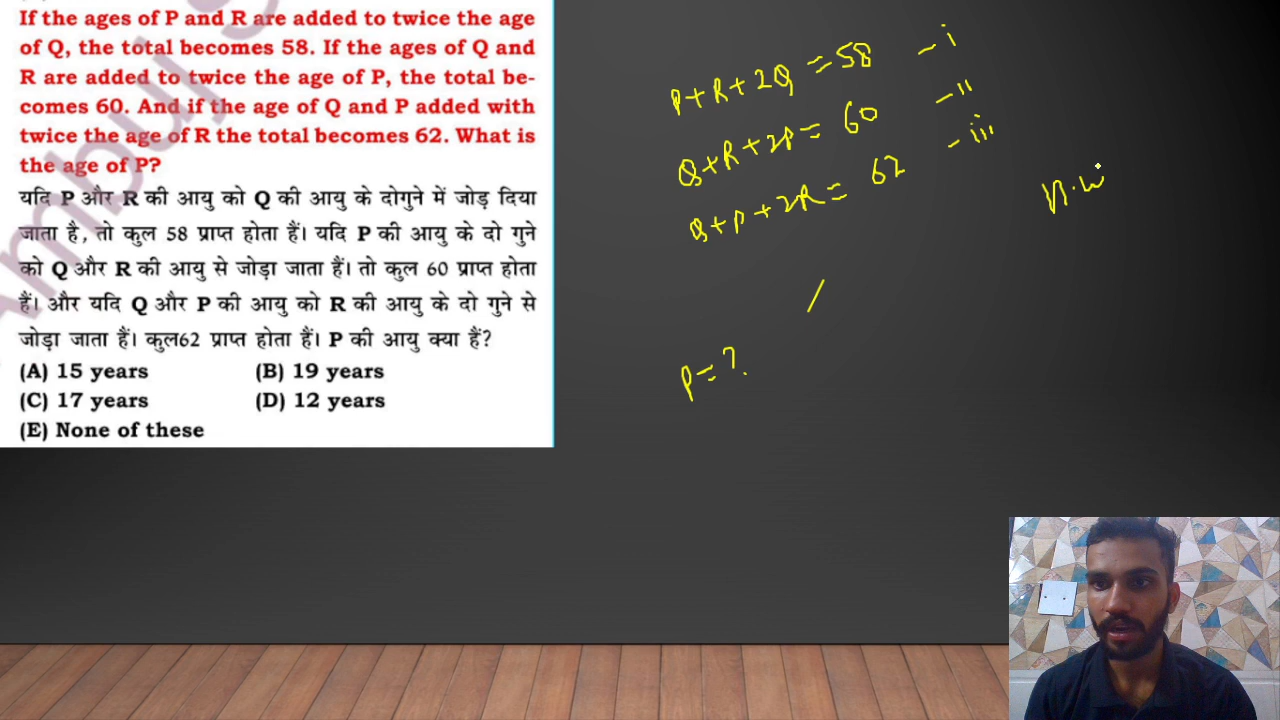 If the ages of P and R are added to twice the age
of Q, the total becomes 58. If the ages of Q and
R are added to twice the age of P, the total be-
comes 60. And if the age of Q and P added with
twice the age of R the total becomes 62. What is
the age of P?
यदि P और R की आयु को Q की आयु के दोगुने में जोड़ दिया
जाता है, तो कुल 58 प्राप्त होता हैं। यदि P की आयु के दो गुने
को Q और R की आयु से जोड़ा जाता हैं। तो कुल 60 प्राप्त होता
हैं। और यदि Q और P की आयु को R की आयु के दो गुने से
जोड़ा जाता हैं। कुल62 प्राप्त होता हैं। P की आयु क्या हैं?
(A) 15 years (B) 19 years
(C) 17 years (D) 12 years
(E) None of these
P+R+2Q = 58 - i
Q+R+2P = 60 - ii
Q+P+2R = 62 - iii
H.W
P = ?